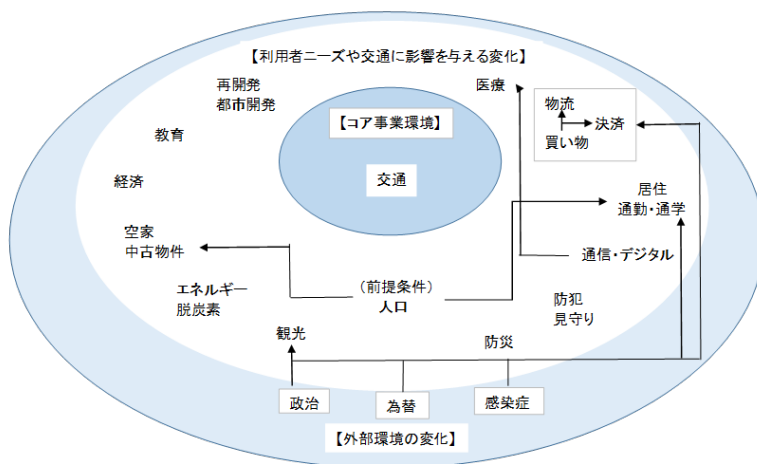 【利用者ニーズや交通に影響を与える変化】
再開発
都市開発
医療
物流
決済
買い物
【コア事業環境】
教育
交通
経済
居住
通勤・通学
空家
中古物件
通信・デジタル
エネルギー
脱炭素
（前提条件）
人口
防犯
見守り
観光
防災
政治
為替
感染症
【外部環境の変化】